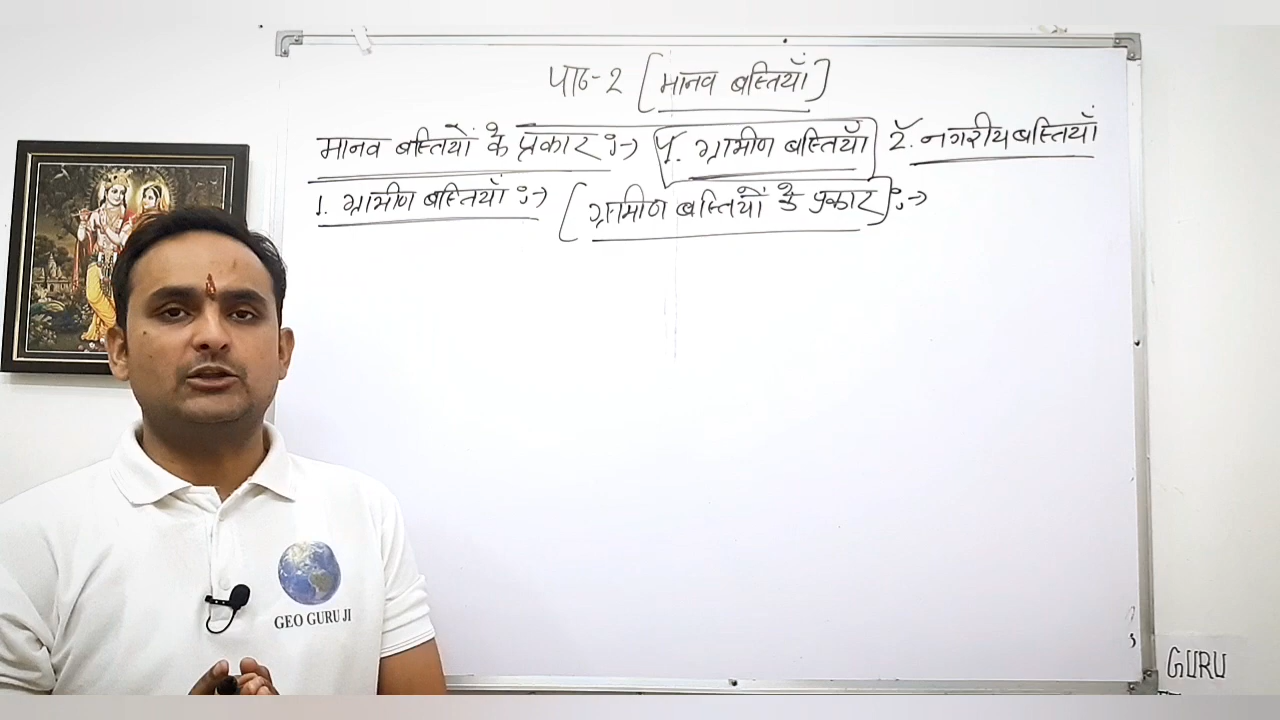 पाठ-2 [मानव बस्तियाँ]
मानव बस्तियों के प्रकार :-> 1. ग्रामीण बस्तियाँ 2. नगरीय बस्तियाँ
1. ग्रामीण बस्तियाँ :-> [ग्रामीण बस्तियों के प्रकार] :->
GEO GURU JI
GURU